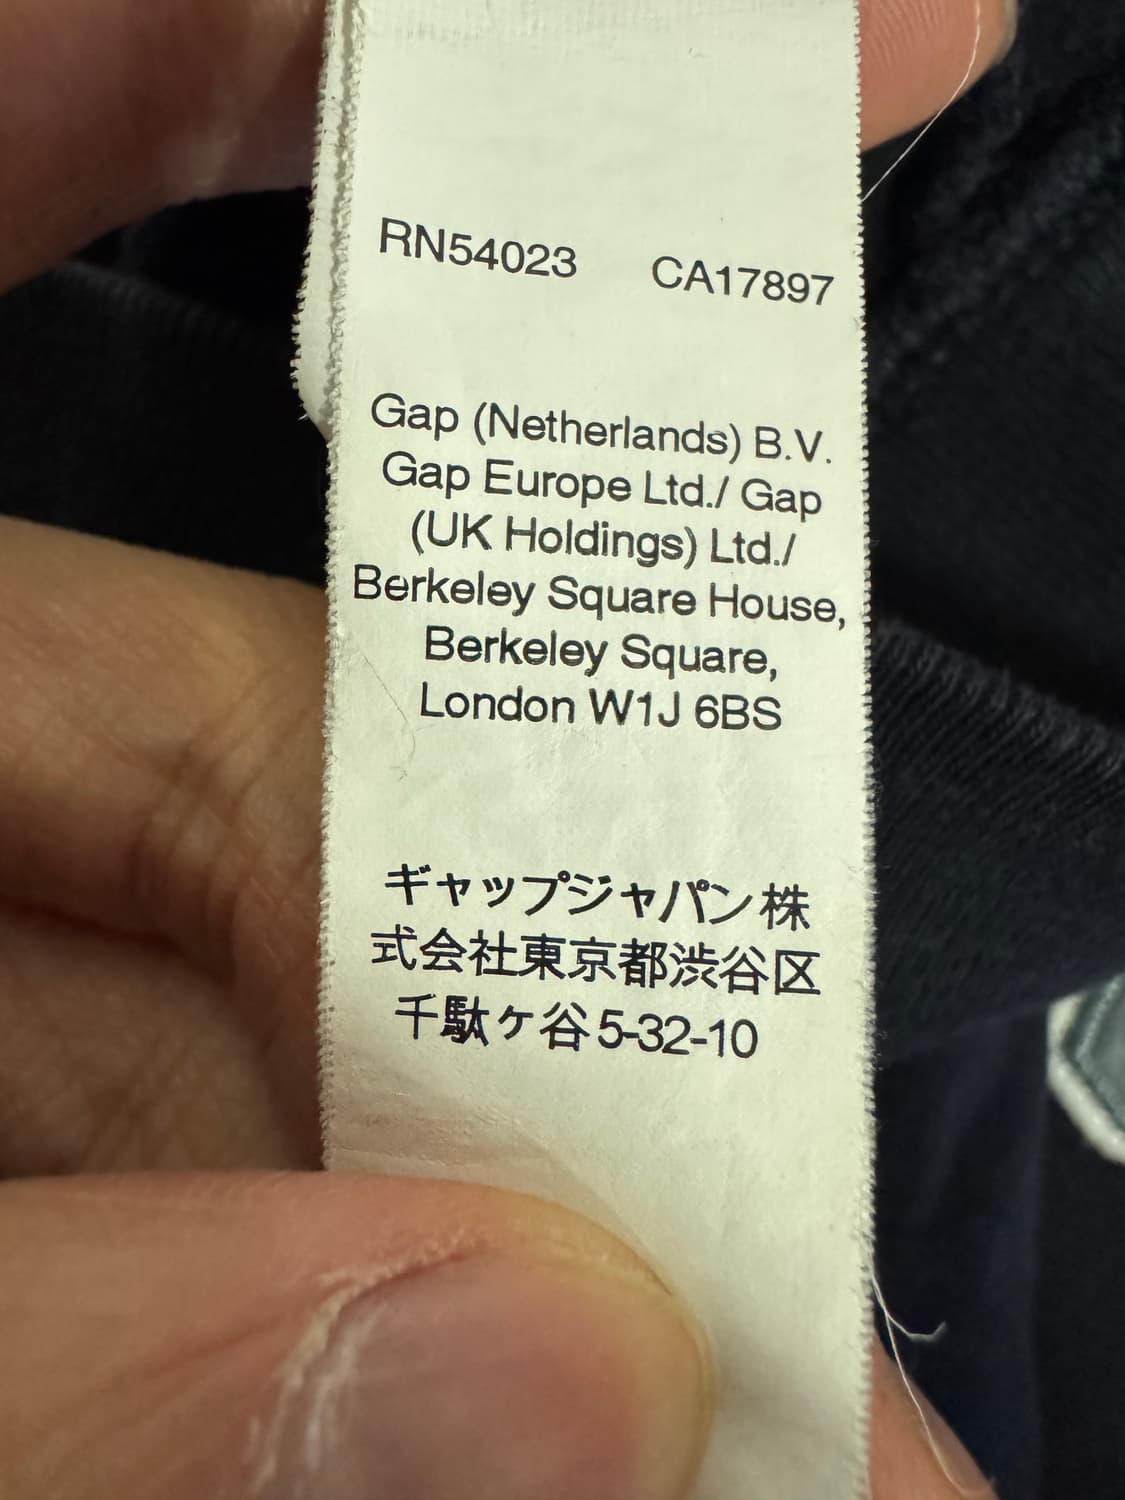 RN54023 CA17897
Gap (Netherlands) B.V.
Gap Europe Ltd./ Gap
(UK Holdings) Ltd./
Berkeley Square House,
Berkeley Square,
London W1J 6BS
ギャップジャパン株
式会社東京都渋谷区
千駄ヶ谷5-32-10